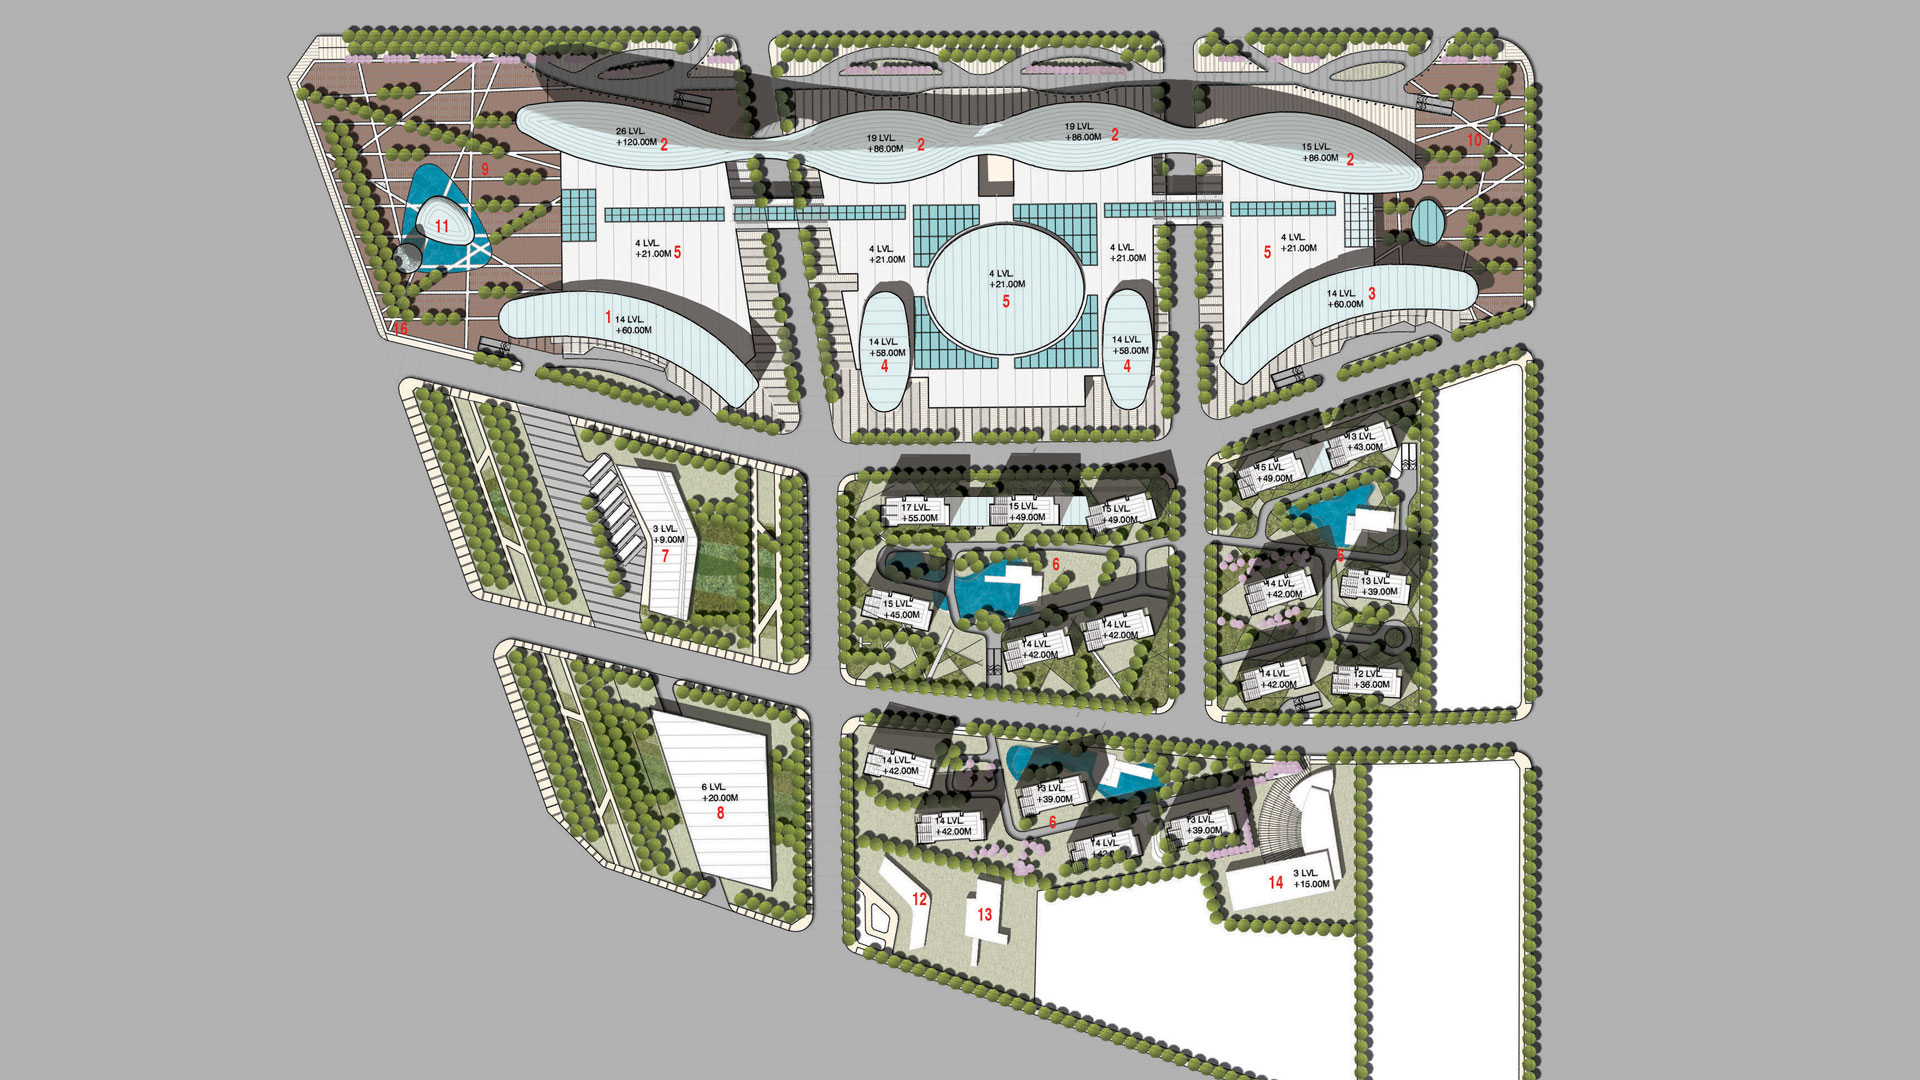 26 LVL.
+120.00M 2
19 LVL.
+86.00M 2
19 LVL.
+86.00M 2
15 LVL.
+86.00M 2
9
10
11
4 LVL.
+21.00M 5
4 LVL.
+21.00M
4 LVL.
+21.00M
5
4 LVL.
+21.00M
4 LVL.
+21.00M
5
16
1
14 LVL.
+60.00M
14 LVL.
+58.00M
4
14 LVL.
+58.00M
4
14 LVL. 3
+60.00M
13 LVL.
+43.00M
15 LVL.
+49.00M
17 LVL.
+55.00M
15 LVL.
+49.00M
15 LVL.
+49.00M
3 LVL.
+9.00M
7
6
6
15 LVL.
+45.00M
14 LVL.
+42.00M
14 LVL.
+42.00M
14 LVL.
+42.00M
13 LVL.
+39.00M
14 LVL.
+42.00M
12 LVL.
+36.00M
6 LVL.
+20.00M
8
14 LVL.
+42.00M
13 LVL.
+39.00M
6
14 LVL.
+42.00M
14 LVL.
13 LVL.
+39.00M
12
13
14
3 LVL.
+15.00M